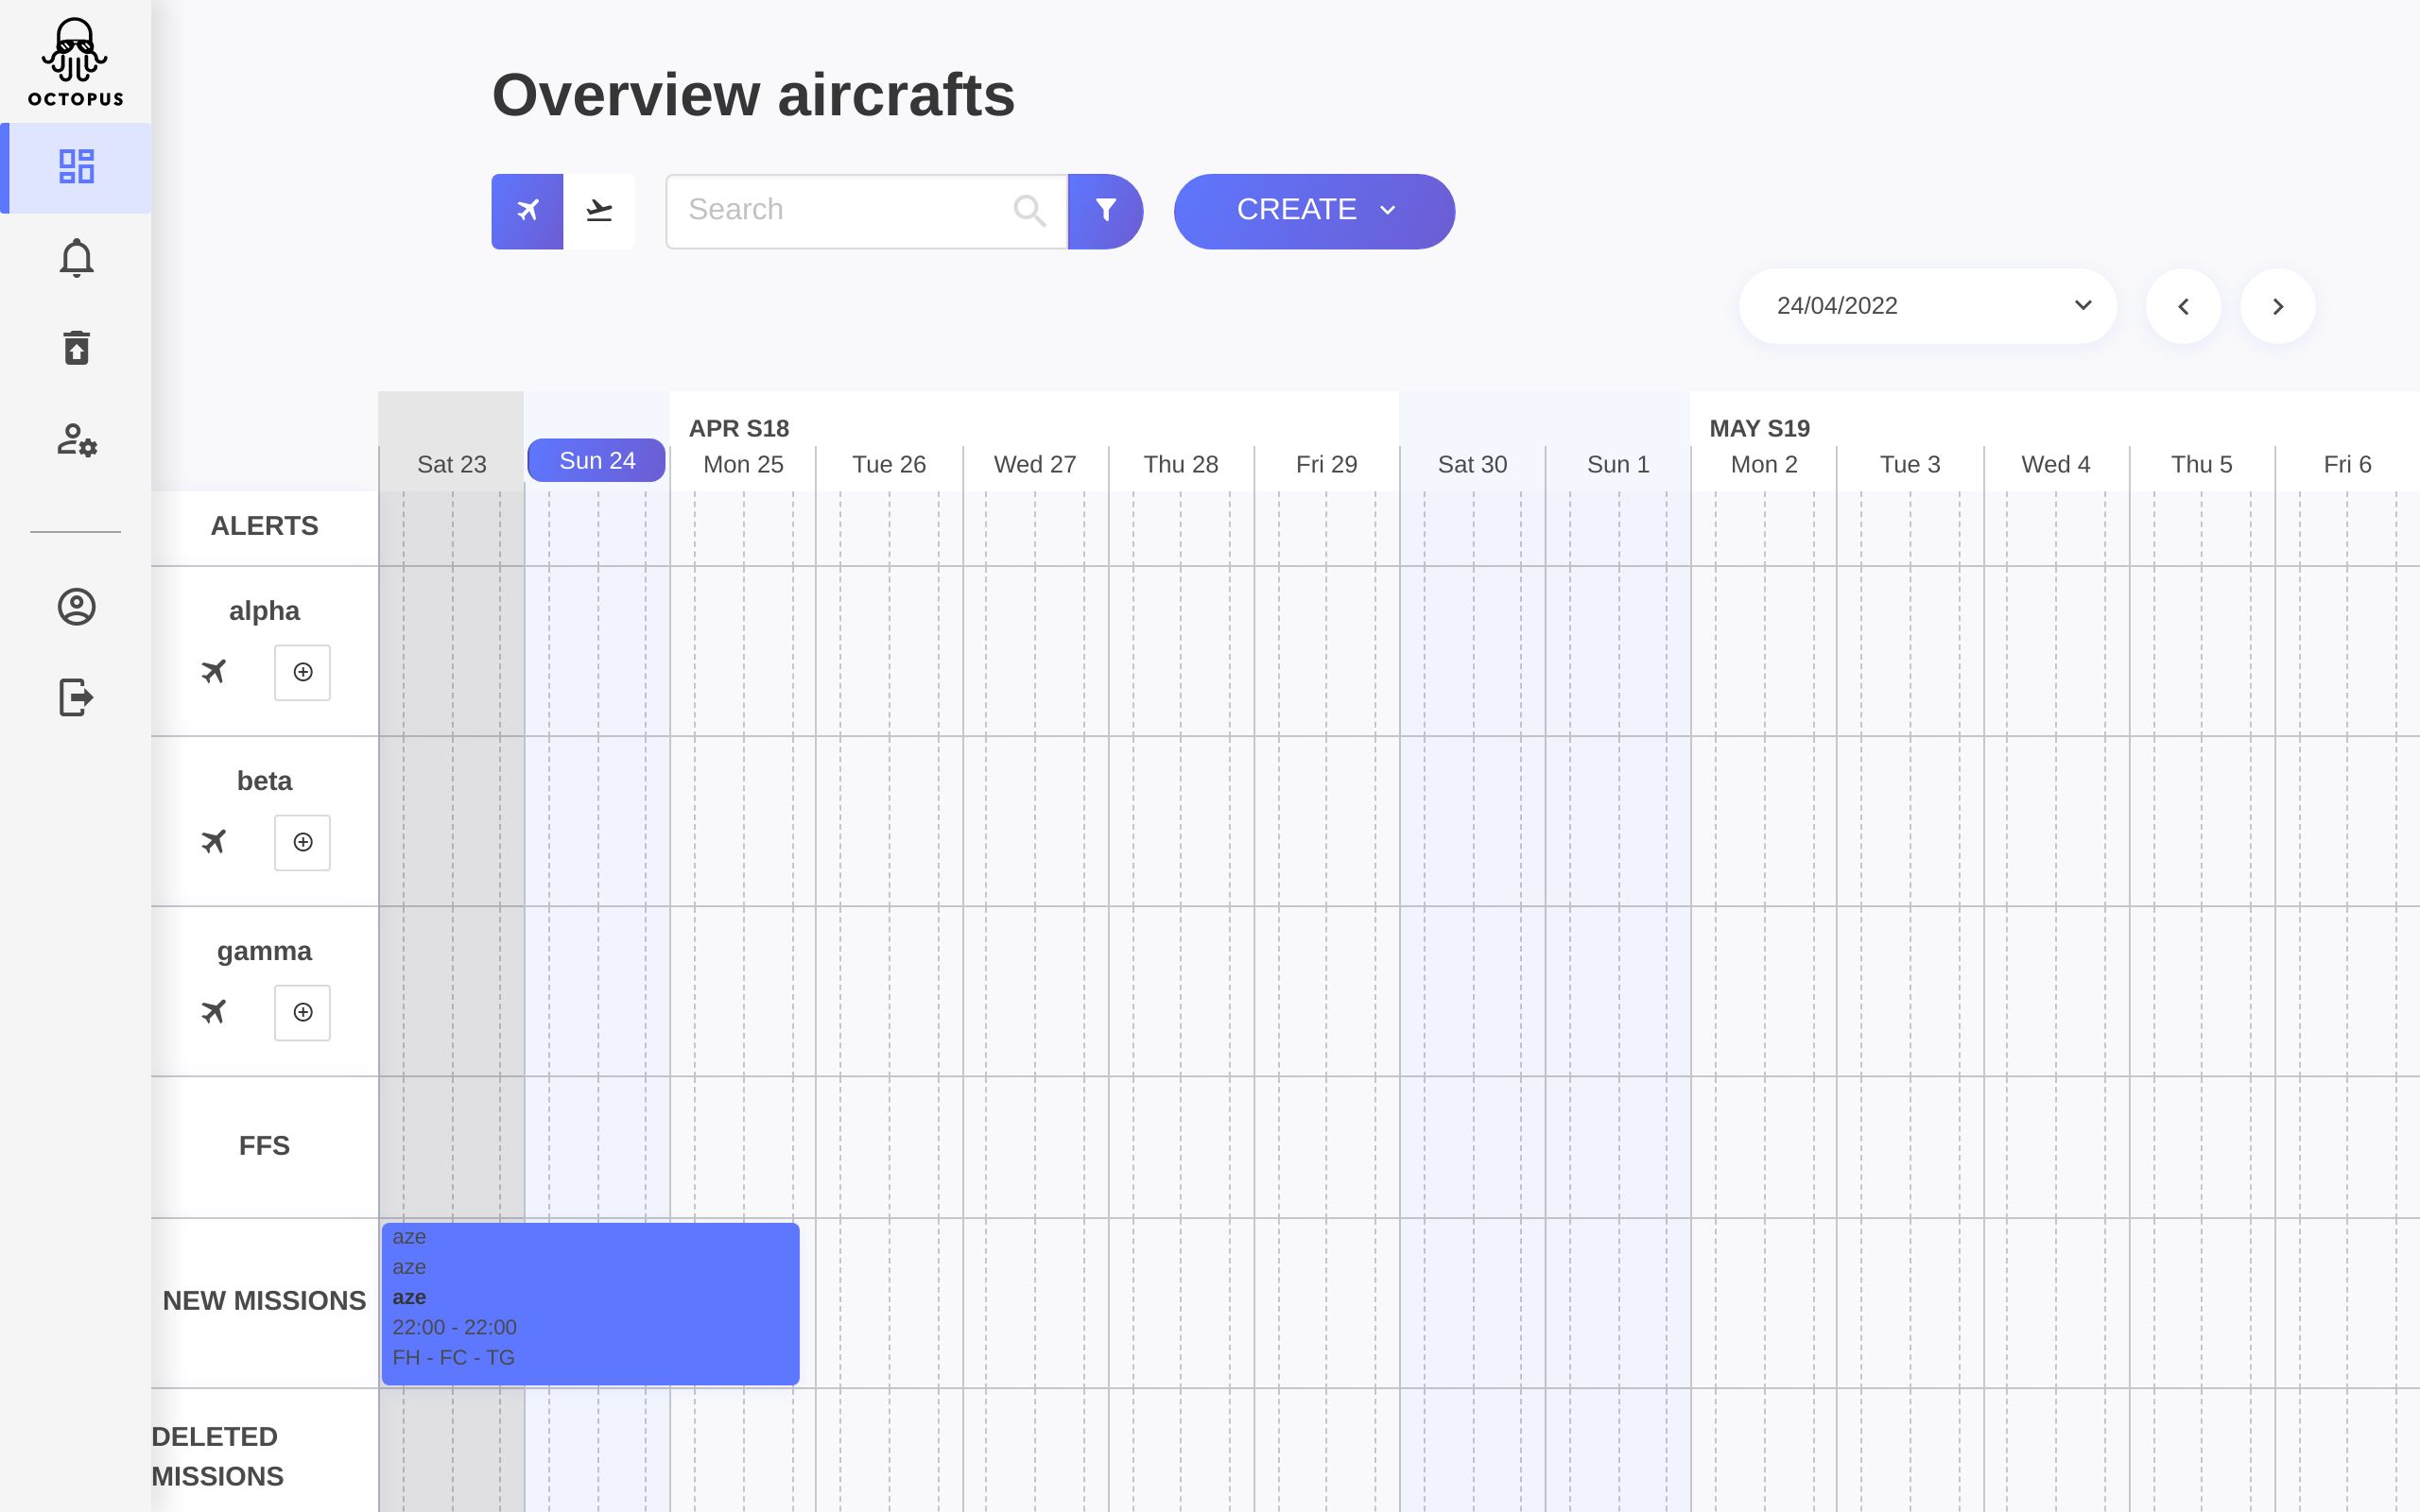 OCTOPUS
Overview aircrafts
Search
CREATE
24/04/2022
APR S18
MAY S19
Sat 23
Sun 24
Mon 25
Tue 26
Wed 27
Thu 28
Fri 29
Sat 30
Sun 1
Mon 2
Tue 3
Wed 4
Thu 5
Fri 6
ALERTS
alpha
beta
gamma
FFS
NEW MISSIONS
aze
aze
aze
22:00 - 22:00
FH - FC - TG
DELETED
MISSIONS